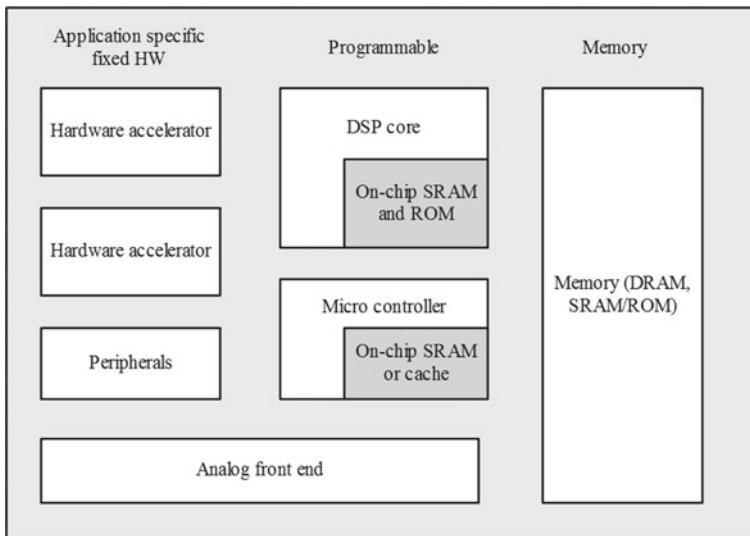 Application specific
fixed HW
Programmable
Memory
Hardware accelerator
DSP core
On-chip SRAM
and ROM
Hardware accelerator
Memory (DRAM,
SRAM/ROM)
Micro controller
On-chip SRAM
or cache
Peripherals
Analog front end